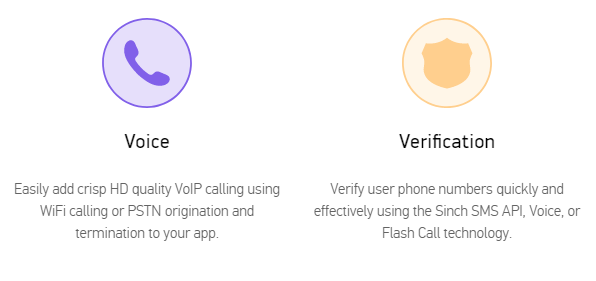 Voice
Easily add crisp HD quality VoIP calling using
WiFi calling or PSTN origination and
termination to your app.
Verification
Verify user phone numbers quickly and
effectively using the Sinch SMS API, Voice, or
Flash Call technology.